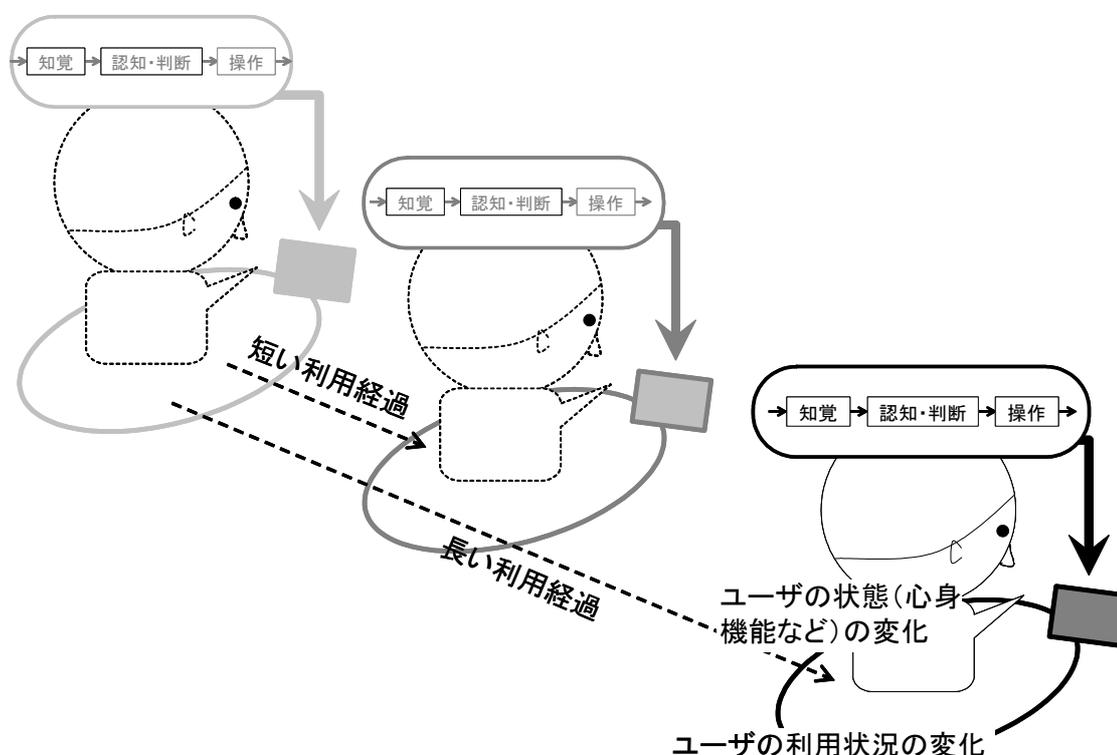 知覚
認知・判断
操作
知覚
認知・判断
操作
短い利用経過
知覚
認知・判断
操作
長い利用経過
ユーザの状態（心身
機能など）の変化
ユーザの利用状況の変化